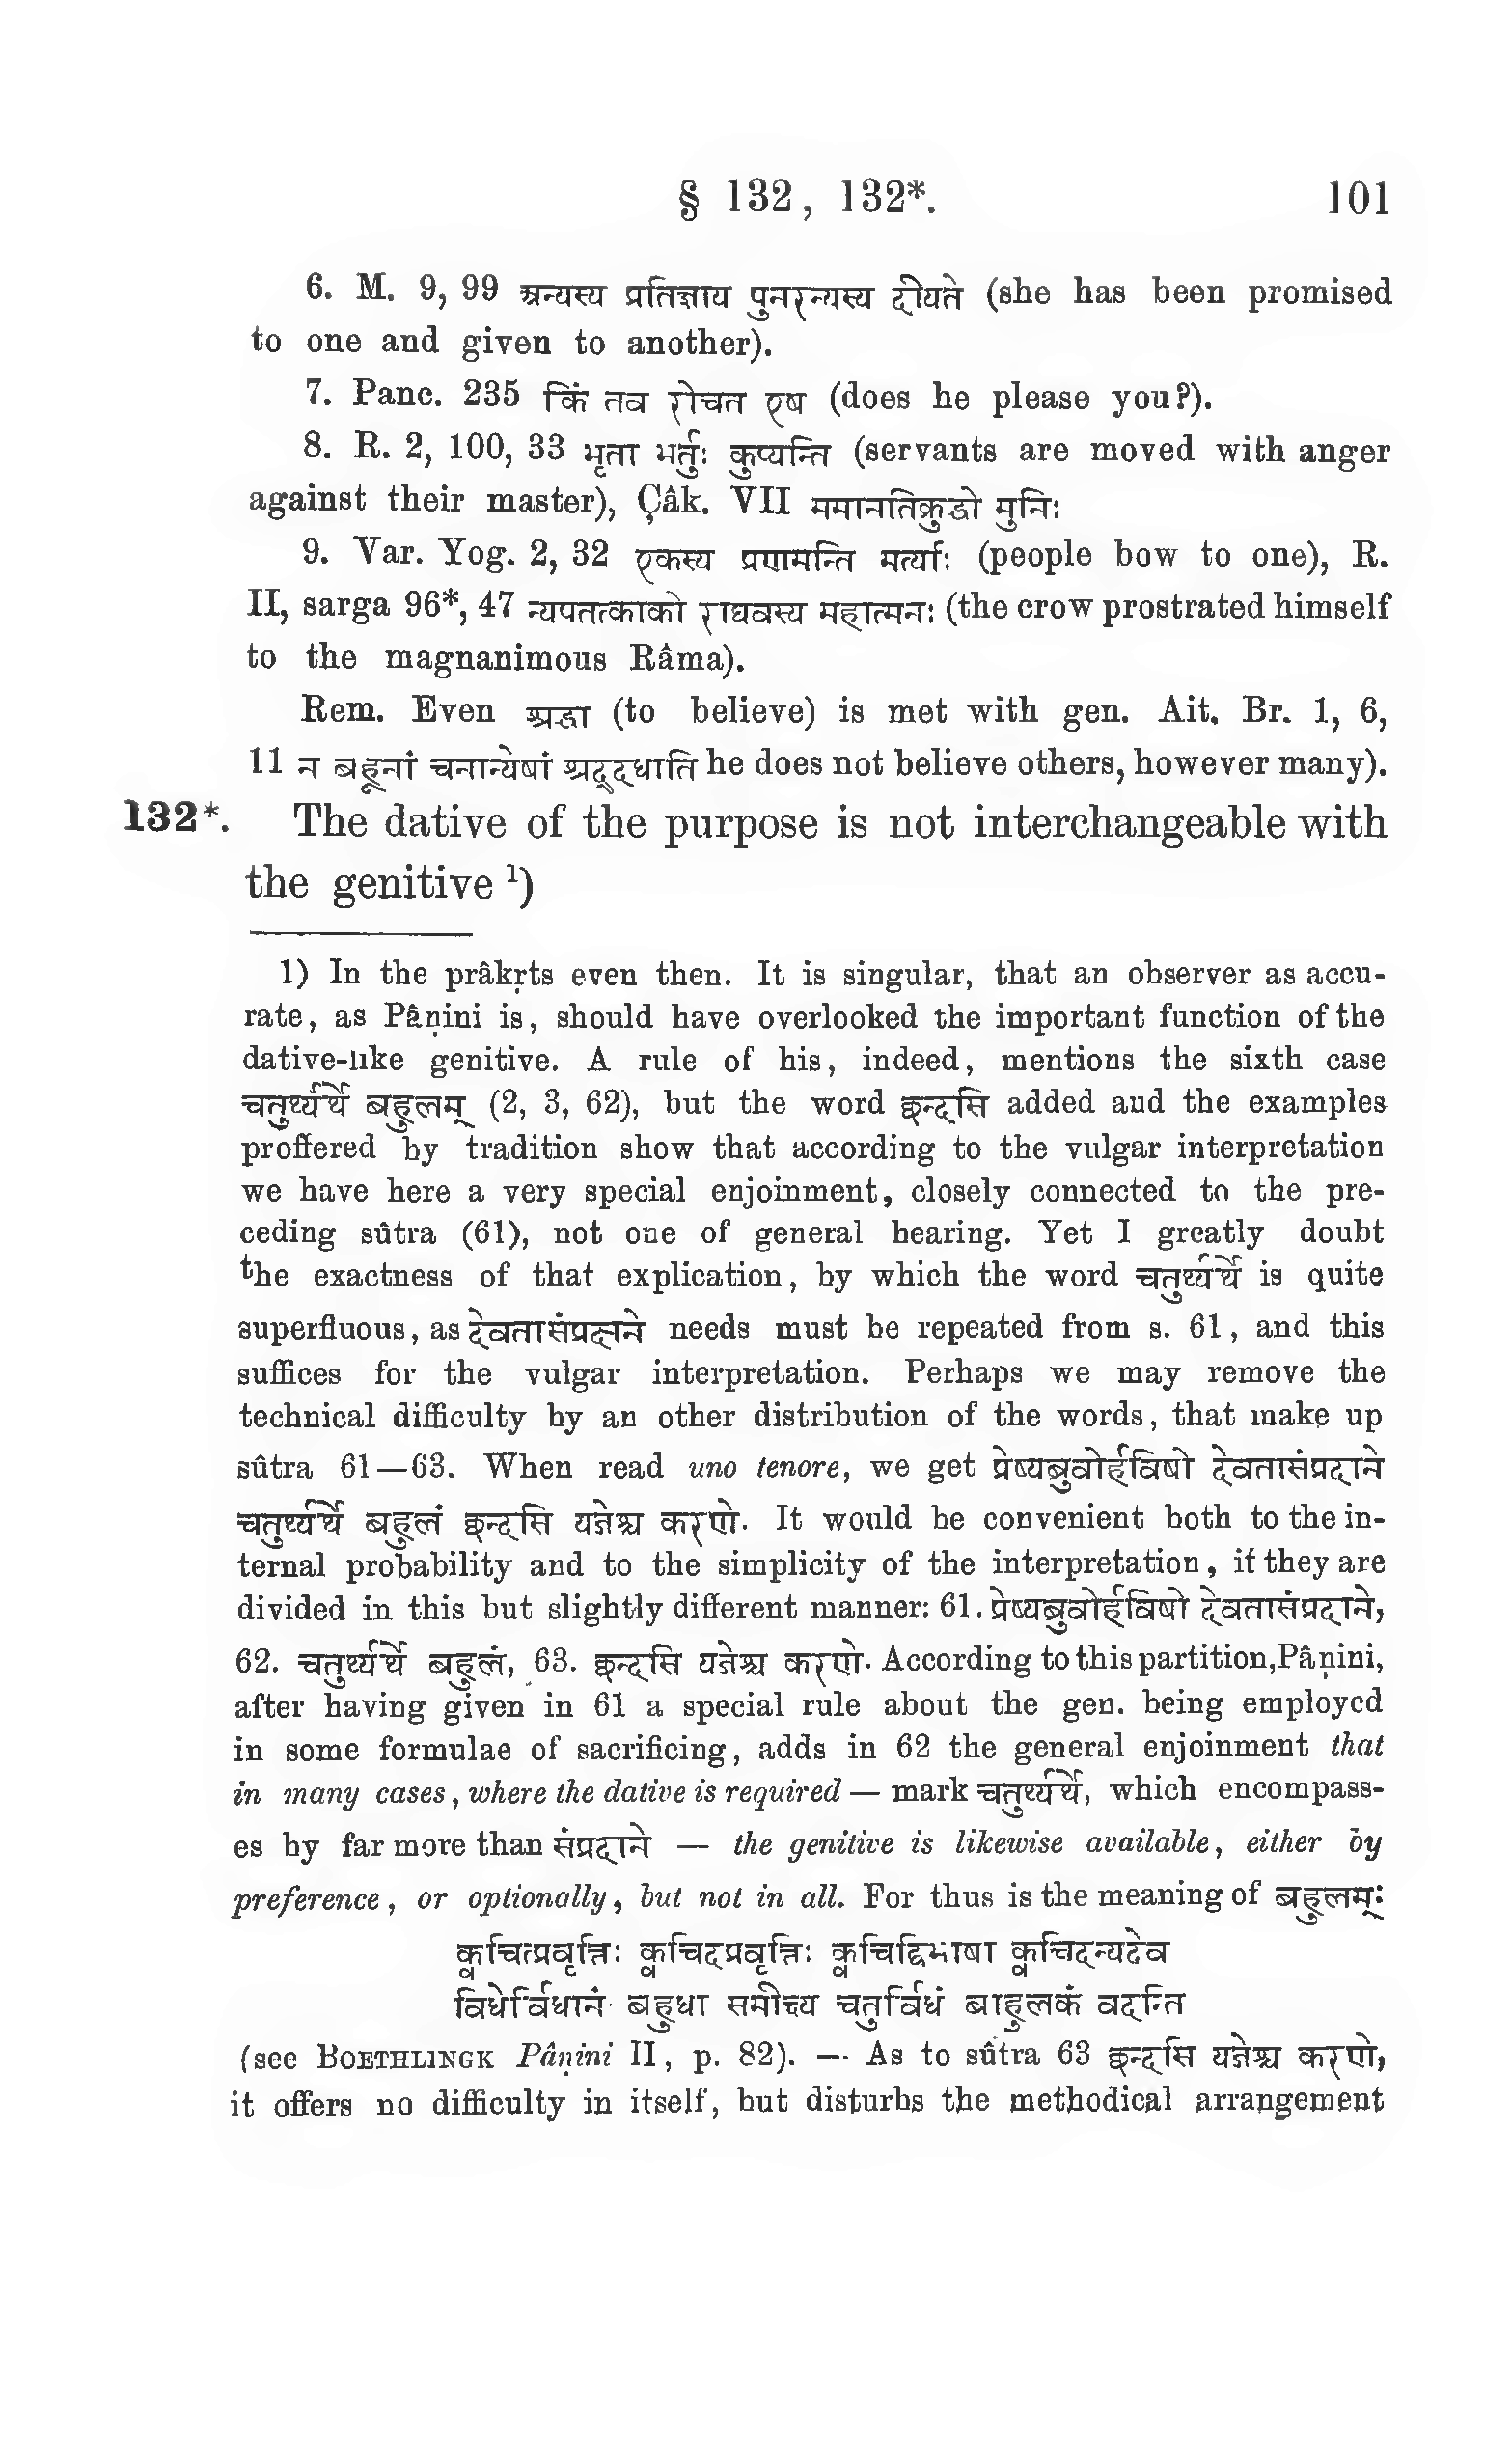 § 132, 132*. 101
6. M. 9, 99 अन्यस्य प्रतिज्ञाय पुनरन्यस्य दीयते (she has been promised
to one and given to another).
7. Panc. 235 किं तव रोचत एष (does he please you?).
8. R. 2, 100, 33 भृता भर्तुः कुप्यन्ति (servants are moved with anger
against their master), Çâk. VII ममानतिक्रुद्धो मुनिः
9. Var. Yog. 2, 32 एकस्य प्रणमन्ति मर्त्याः (people bow to one), R.
II, sarga 96*, 47 न्यपतत्काको राघवस्य महात्मनः (the crow prostrated himself
to the magnanimous Râma).
Rem. Even श्रद्धा (to believe) is met with gen. Ait. Br. 1, 6,
11 न बहूनां चनान्येषां श्रद्दधाति he does not believe others, however many).
132*. The dative of the purpose is not interchangeable with
the genitive ¹)
1) In the prâkṛts even then. It is singular, that an observer as accu-
rate, as Pâṇini is, should have overlooked the important function of the
dative-like genitive. A rule of his, indeed, mentions the sixth case
चतुर्थ्यर्थे बहुलम् (2, 3, 62), but the word छन्दसि added and the examples
proffered by tradition show that according to the vulgar interpretation
we have here a very special enjoinment, closely connected to the pre-
ceding sûtra (61), not one of general bearing. Yet I greatly doubt
the exactness of that explication, by which the word चतुर्थ्यर्थे is quite
superfluous, as देवतासंप्रदाने needs must be repeated from s. 61, and this
suffices for the vulgar interpretation. Perhaps we may remove the
technical difficulty by an other distribution of the words, that make up
sûtra 61—63. When read uno tenore, we get प्रेष्यब्रुवोर्हविषो देवतासंप्रदाने
चतुर्थ्यर्थे बहुलं छन्दसि यजेश्च करणे. It would be convenient both to the in-
ternal probability and to the simplicity of the interpretation, if they are
divided in this but slightly different manner: 61. प्रेष्यब्रुवोर्हविषो देवतासंप्रदाने,
62. चतुर्थ्यर्थे बहुलं, 63. छन्दसि यजेश्च करणे. According to this partition, Pâṇini,
after having given in 61 a special rule about the gen. being employed
in some formulae of sacrificing, adds in 62 the general enjoinment that
in many cases, where the dative is required — mark चतुर्थ्यर्थे, which encompass-
es by far more than संप्रदाने — the genitive is likewise available, either by
preference, or optionally, but not in all. For thus is the meaning of बहुलम्:
क्वचित्प्रवृत्तिः क्वचिदप्रवृत्तिः क्वचिद्विभाषा क्वचिदन्यदेव
विधेर्विधानं बहुधा समीक्ष्य चतुर्विधं बाहुलकं वदन्ति
(see BOETHLINGK Pâṇini II, p. 82). — As to sûtra 63 छन्दसि यजेश्च करणे,
it offers no difficulty in itself, but disturbs the methodical arrangement